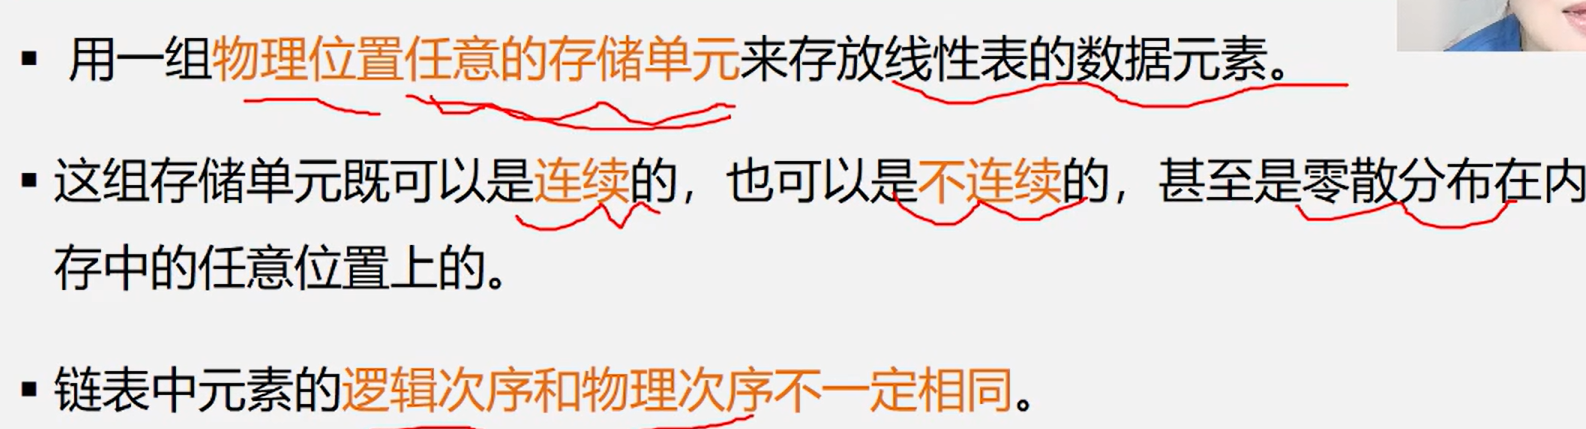 ▪ 用一组物理位置任意的存储单元来存放线性表的数据元素。
▪ 这组存储单元既可以是连续的，也可以是不连续的，甚至是零散分布在内
存中的任意位置上的。
▪ 链表中元素的逻辑次序和物理次序不一定相同。